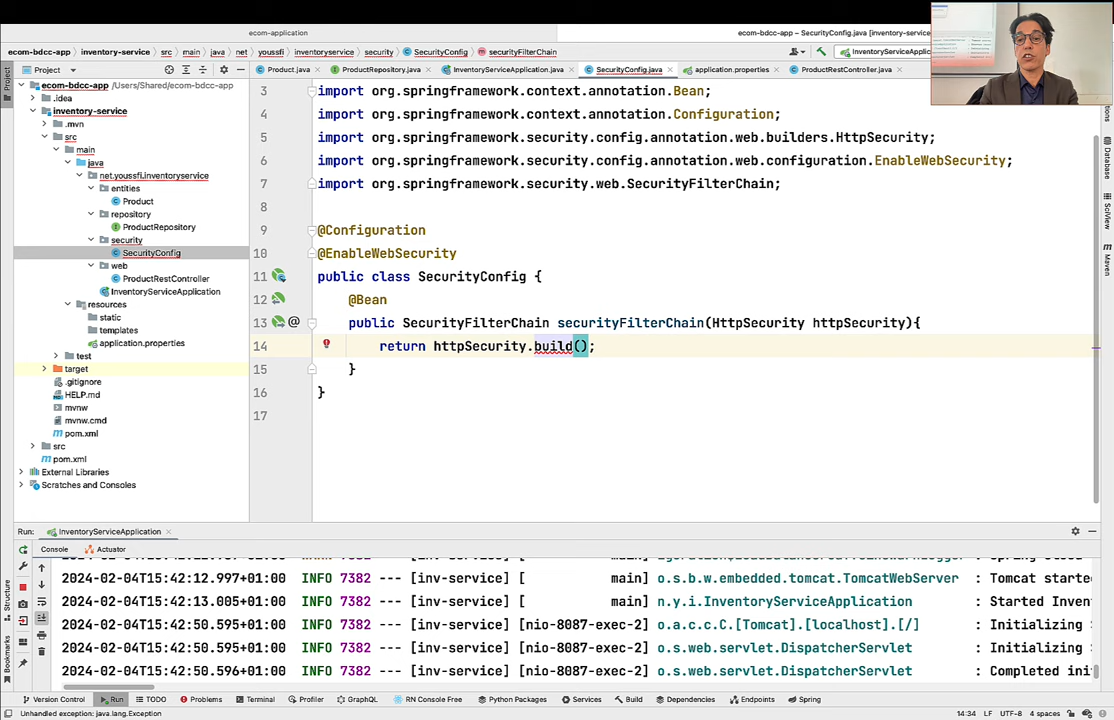 ecom-application
ecom-bdcc-app – SecurityConfig.java [inventory-ser
ecom-bdcc-app
inventory-service
src
main
java
net
youssfi
inventoryservice
security
SecurityConfig
securityFilterChain
InventoryServiceApplic
Project
Product.java
ProductRepository.java
InventoryServiceApplication.java
SecurityConfig.java
application.properties
ProductRestController.java
Project
ecom-bdcc-app /Users/Shared/ecom-bdcc-app
.idea
inventory-service
.mvn
src
main
java
net.youssfi.inventoryservice
entities
Product
repository
ProductRepository
security
SecurityConfig
web
ProductRestController
InventoryServiceApplication
resources
static
templates
application.properties
test
target
.gitignore
HELP.md
mvnw
mvnw.cmd
pom.xml
src
pom.xml
External Libraries
Scratches and Consoles
3 import org.springframework.context.annotation.Bean;
4 import org.springframework.context.annotation.Configuration;
5 import org.springframework.security.config.annotation.web.builders.HttpSecurity;
6 import org.springframework.security.config.annotation.web.configuration.EnableWebSecurity;
7 import org.springframework.security.web.SecurityFilterChain;
8
9 @Configuration
10 @EnableWebSecurity
11 public class SecurityConfig {
12 @Bean
13 public SecurityFilterChain securityFilterChain(HttpSecurity httpSecurity){
14 return httpSecurity.build();
15 }
16 }
17
Database
SciView
Maven
Structure
Bookmarks
Run: InventoryServiceApplication
Console Actuator
2024-02-04T15:42:12.997+01:00 INFO 7382 --- [inv-service] [ main] o.s.b.w.embedded.tomcat.TomcatWebServer : Tomcat starte
2024-02-04T15:42:13.005+01:00 INFO 7382 --- [inv-service] [ main] n.y.i.InventoryServiceApplication : Started Inven
2024-02-04T15:42:50.595+01:00 INFO 7382 --- [inv-service] [nio-8087-exec-2] o.a.c.c.C.[Tomcat].[localhost].[/] : Initializing
2024-02-04T15:42:50.595+01:00 INFO 7382 --- [inv-service] [nio-8087-exec-2] o.s.web.servlet.DispatcherServlet : Initializing
2024-02-04T15:42:50.596+01:00 INFO 7382 --- [inv-service] [nio-8087-exec-2] o.s.web.servlet.DispatcherServlet : Completed init
Version Control Run TODO Problems Terminal Profiler GraphQL RN Console Free Python Packages Services Build Dependencies Endpoints Spring
Unhandled exception: java.lang.Exception 14:34 LF UTF-8 4 spaces